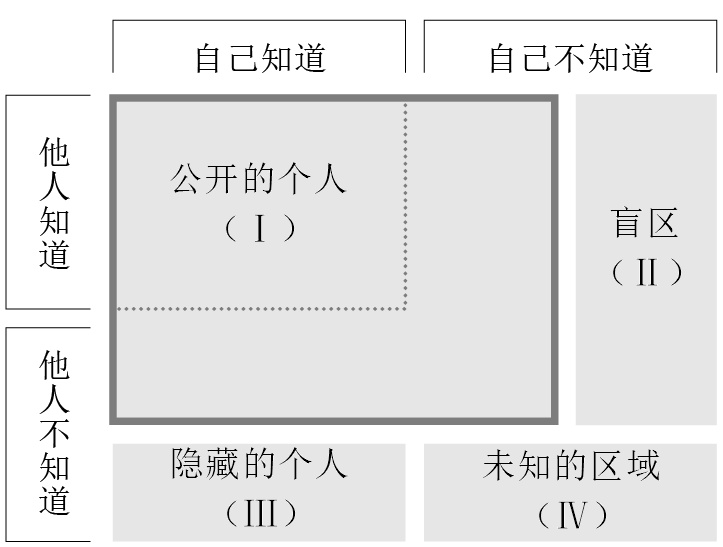 自己知道
自己不知道
他人知道
公开的个人
（Ⅰ）
盲区
（Ⅱ）
他人不知道
隐藏的个人
（Ⅲ）
未知的区域
（Ⅳ）